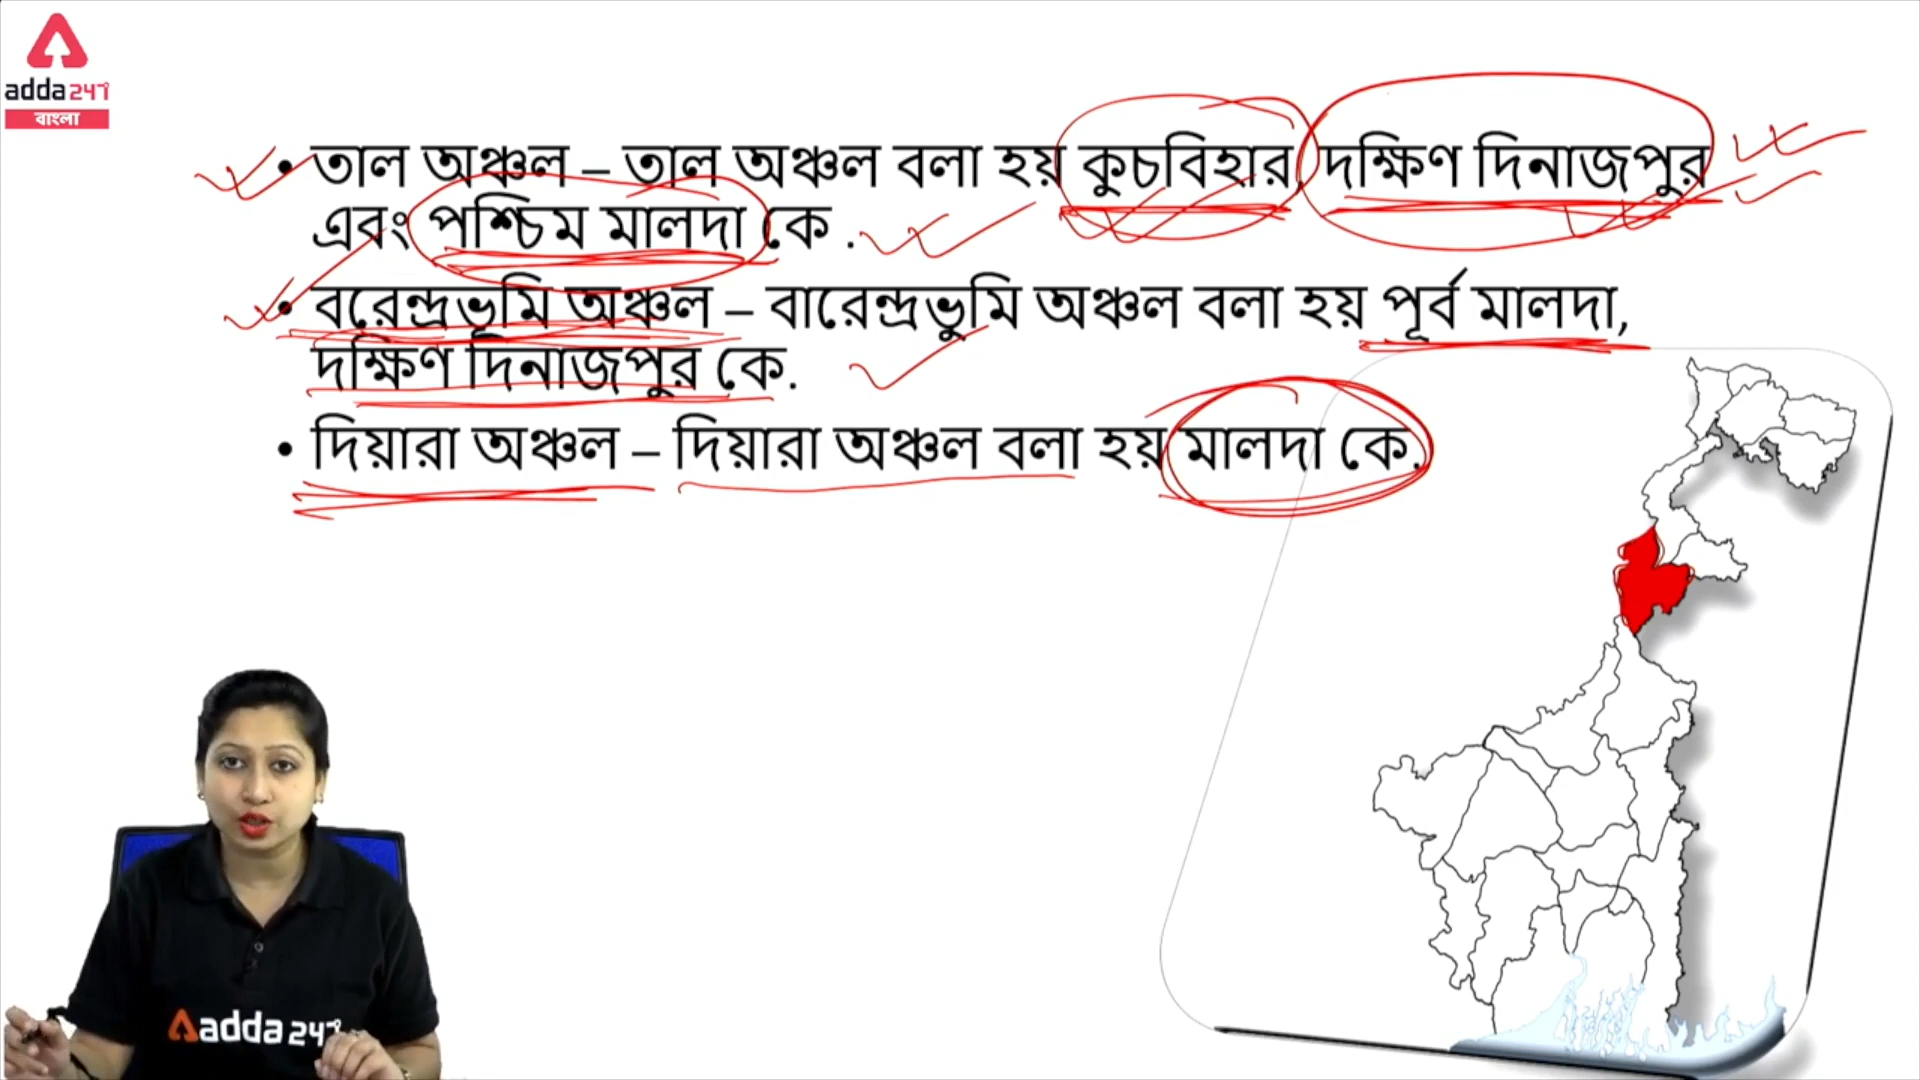 adda247
বাংলা
• তাল অঞ্চল – তাল অঞ্চল বলা হয় কুচবিহার, দক্ষিণ দিনাজপুর
এবং পশ্চিম মালদা কে .
• বরেন্দ্রভূমি অঞ্চল – বারেন্দ্রভুমি অঞ্চল বলা হয় পূর্ব মালদা,
দক্ষিণ দিনাজপুর কে.
• দিয়ারা অঞ্চল – দিয়ারা অঞ্চল বলা হয় মালদা কে.
adda247